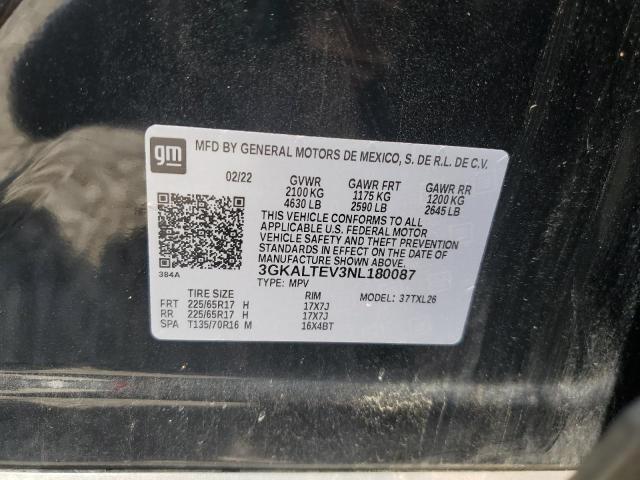 gm
MFD BY GENERAL MOTORS DE MEXICO, S. DE R.L. DE C.V.
02/22 GVWR GAWR FRT GAWR RR
2100 KG 1175 KG 1200 KG
4630 LB 2590 LB 2645 LB
THIS VEHICLE CONFORMS TO ALL
APPLICABLE U.S. FEDERAL MOTOR
VEHICLE SAFETY AND THEFT PREVENTION
STANDARDS IN EFFECT ON THE DATE OF
MANUFACTURE SHOWN ABOVE.
384A
3GKALTEV3NL180087
TYPE: MPV
MODEL: 37TXL26
TIRE SIZE RIM
FRT 225/65R17 H 17X7J
RR 225/65R17 H 17X7J
SPA T135/70R16 M 16X4BT